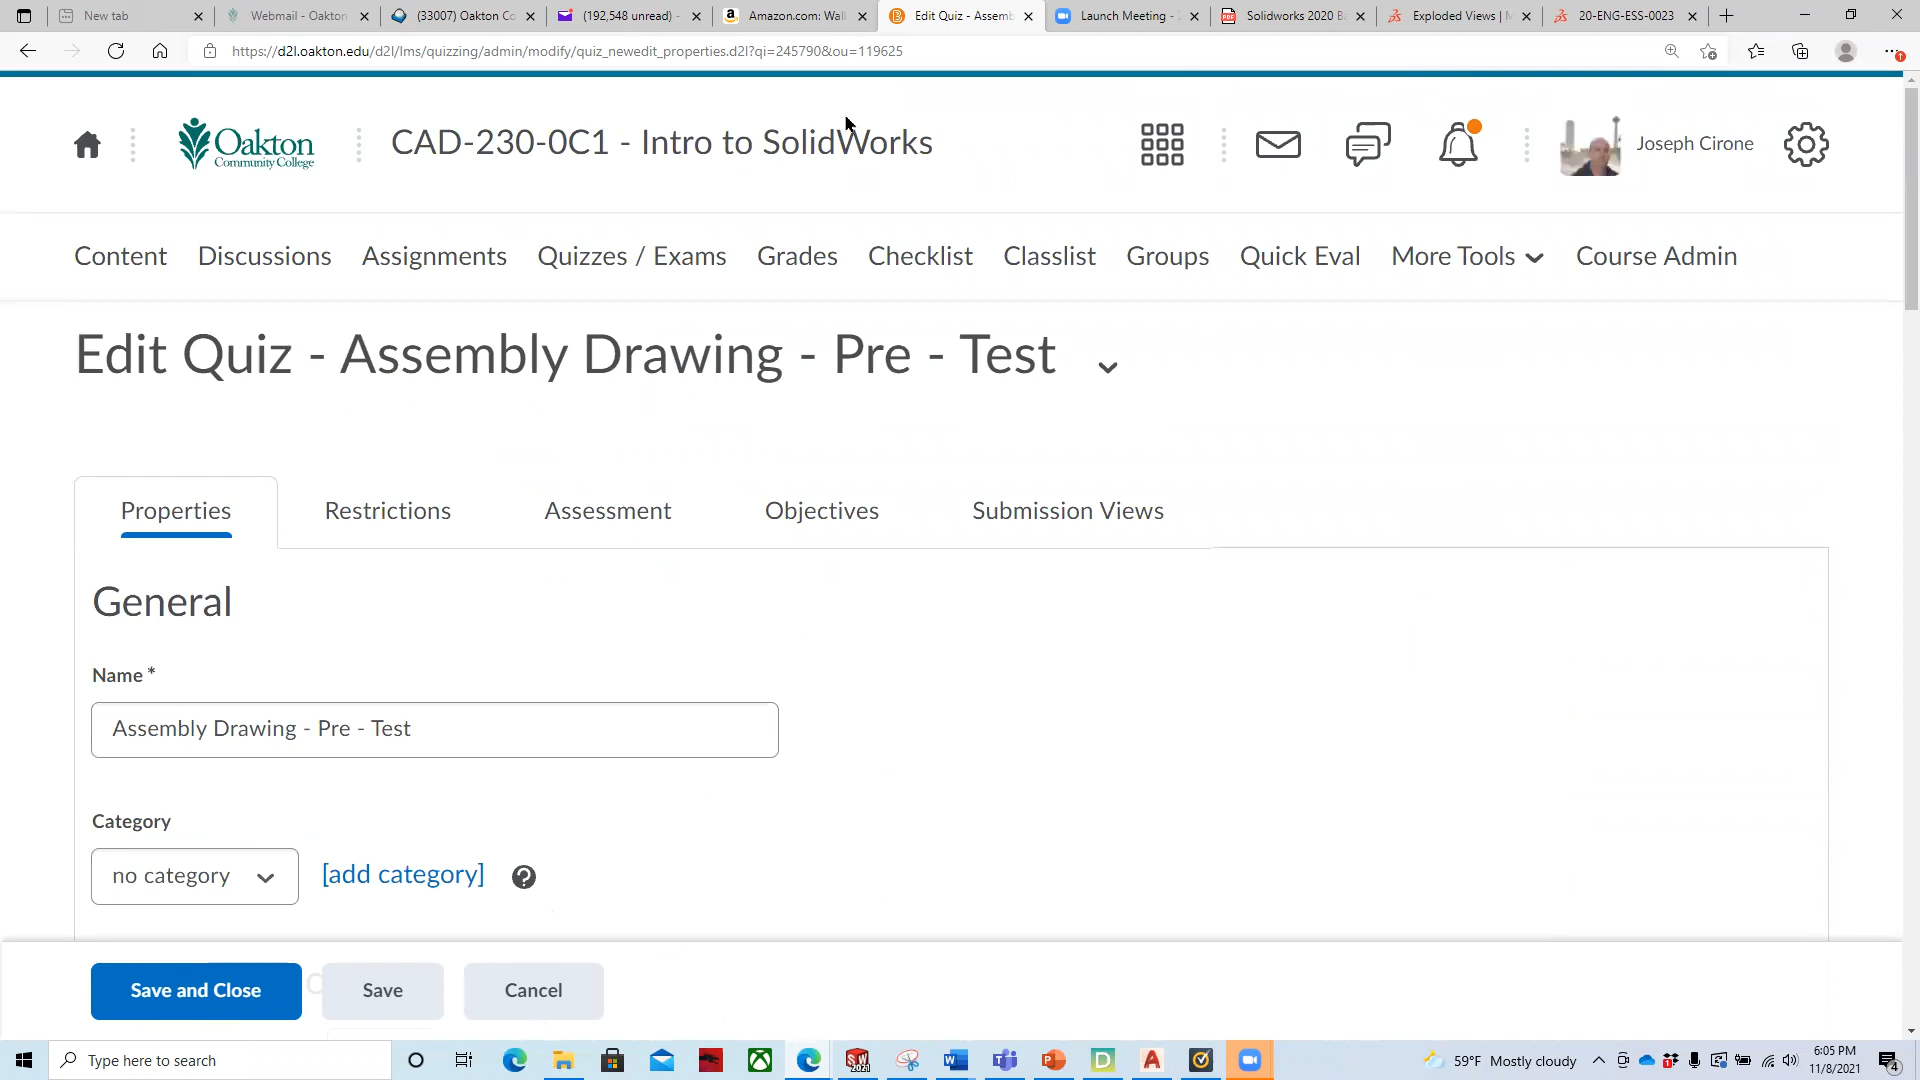 New tab
Webmail - Oakton
(33007) Oakton Co
(192,548 unread) -
Amazon.com: Wall
Edit Quiz - Assemb
Launch Meeting -
Solidworks 2020 Ba
Exploded Views | M
20-ENG-ESS-0023
https://d2l.oakton.edu/d2l/lms/quizzing/admin/modify/quiz_newedit_properties.d2l?qi=245790&ou=119625
Oakton
Community College
CAD-230-0C1 - Intro to SolidWorks
Joseph Cirone
Content Discussions Assignments Quizzes / Exams Grades Checklist Classlist Groups Quick Eval More Tools Course Admin
Edit Quiz - Assembly Drawing - Pre - Test
Properties Restrictions Assessment Objectives Submission Views
General
Name *
Assembly Drawing - Pre - Test
Category
no category [add category]
Save and Close Save Cancel
Type here to search
59°F Mostly cloudy
6:05 PM
11/8/2021
4